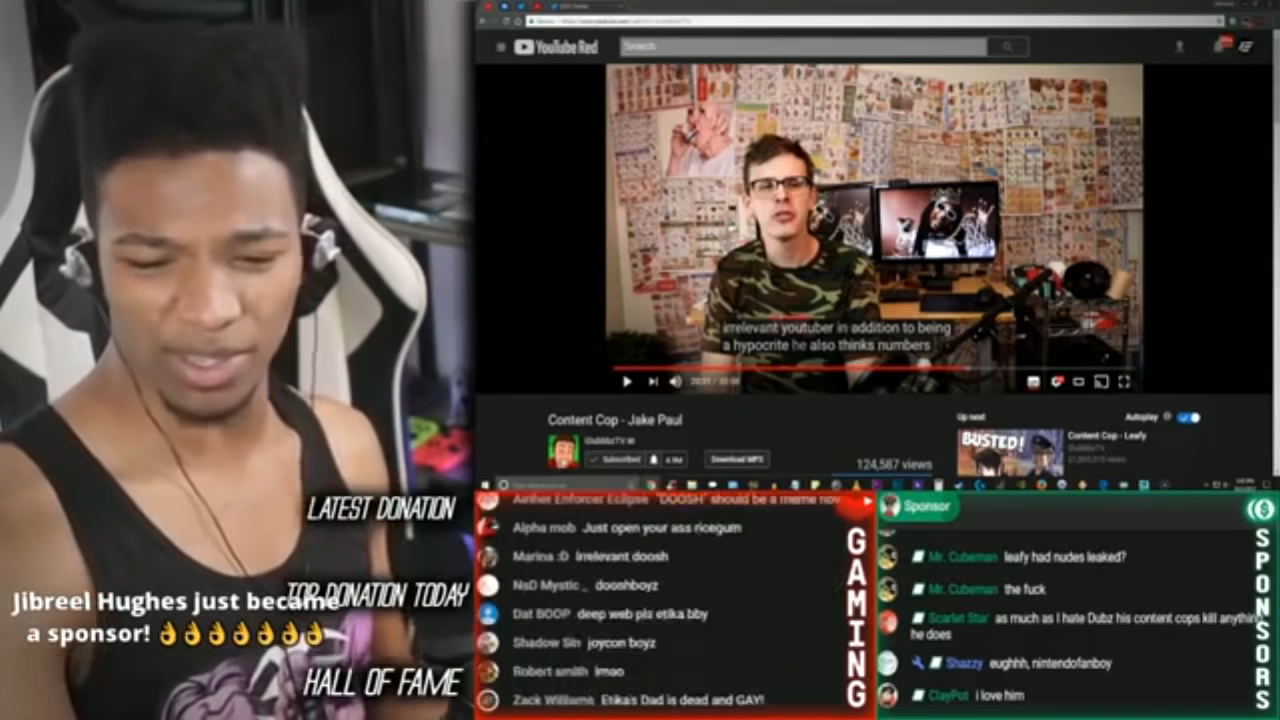 YouTube Red
Search
irrelevant youtuber in addition to being
a hypocrite he also thinks numbers
Content Cop - Jake Paul
Subscribed
Download MP3
124,587 views
Up next
Autoplay
BUSTED!
Content Cop - Leafy
LATEST DONATION
TOP DONATION TODAY
HALL OF FAME
Jibreel Hughes just became
a sponsor! 👌👌👌👌👌👌👌
Aether Enforcer Eclipse "DOOSH" should be a meme now
Alpha mob Just open your ass ricegum
Marina :D Irrelevant doosh
NsD Mystic_ dooshboyz
Dat BOOP deep web pls etika bby
Shadow Sin joycon boyz
Robert smith lmao
Zack Williams Etika's Dad is dead and GAY!
GAMING
Sponsor
Mr. Cubeman leafy had nudes leaked?
Mr. Cubeman the fuck
Scarlet Star as much as I hate Dubz his content cops kill anything
he does
Shazzy eughhh, nintendofanboy
ClayPot i love him
SPONSORS